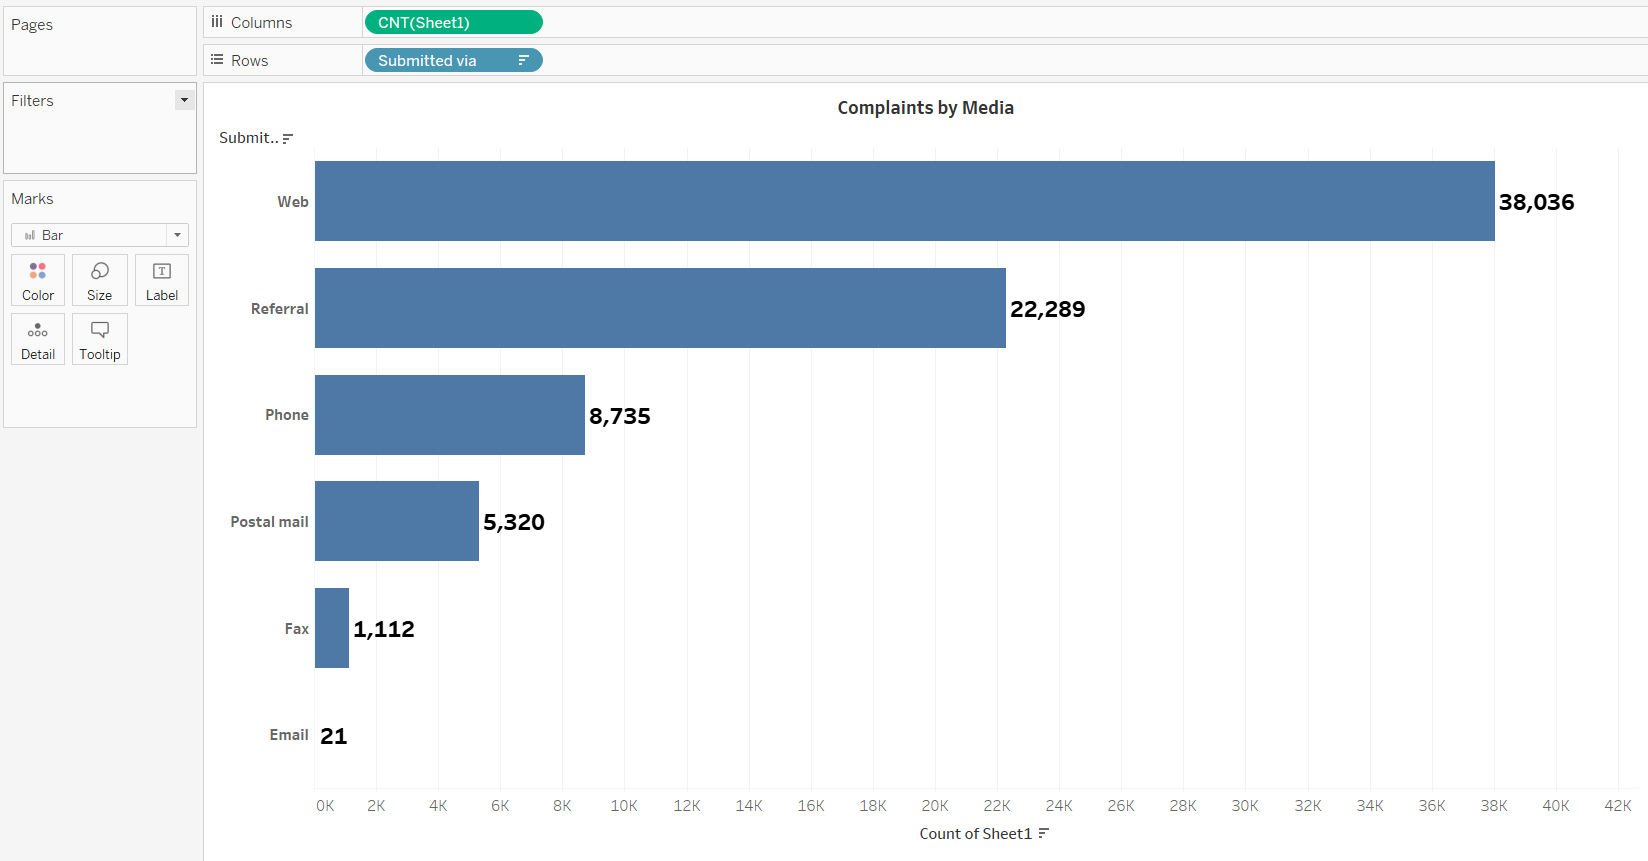 Pages
Columns
CNT(Sheet1)
Rows
Submitted via
Filters
Marks
Bar
Color
Size
T
Label
Detail
Tooltip
Complaints by Media
Submit..
Web
38,036
Referral
22,289
Phone
8,735
Postal mail
5,320
Fax
1,112
Email
21
0K 2K 4K 6K 8K 10K 12K 14K 16K 18K 20K 22K 24K 26K 28K 30K 32K 34K 36K 38K 40K 42K
Count of Sheet1